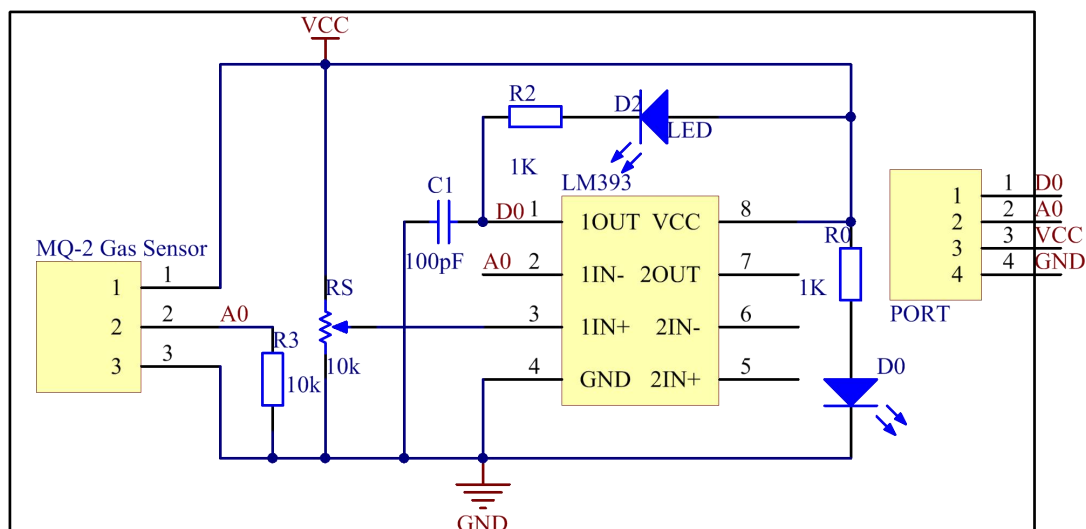 VCC
R2
D2
LED
1K
LM393
C1
D0
100pF
A0
1 1OUT VCC 8
2 1IN- 2OUT 7
3 1IN+ 2IN- 6
4 GND 2IN+ 5
MQ-2 Gas Sensor
1 1
2 2
3 3
A0
R3
10k
RS
10k
R0
1K
D0
1 1 D0
2 2 A0
3 3 VCC
4 4 GND
PORT
GND